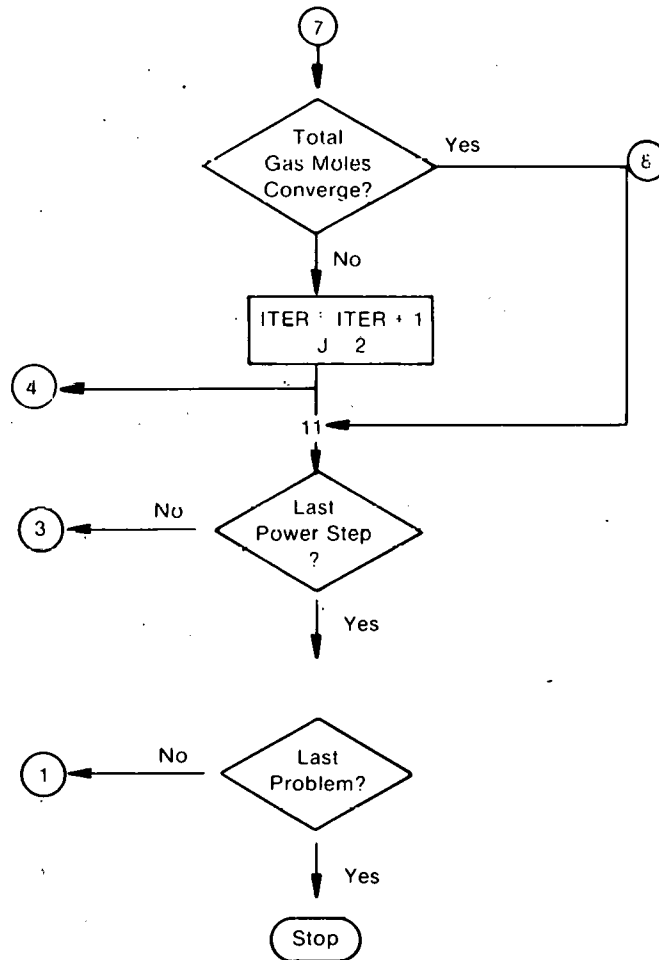 7
Total
Gas Moles
Converge?
Yes
8
No
ITER = ITER + 1
J 2
4
11
No
3
Last
Power Step
?
Yes
No
1
Last
Problem?
Yes
Stop